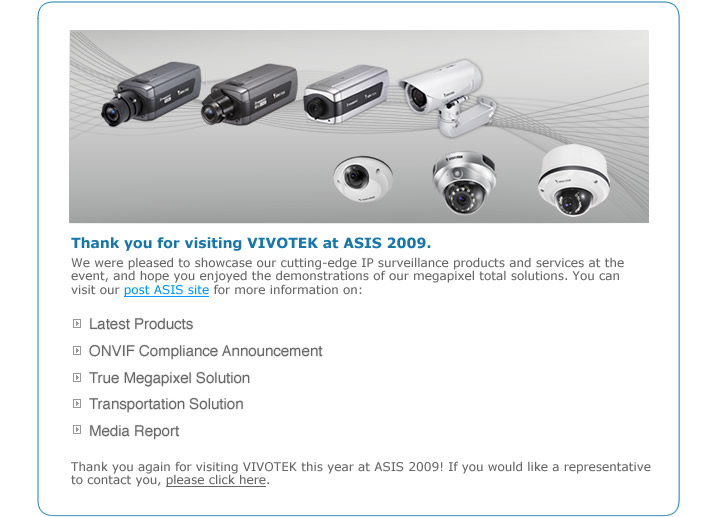 Thank you for visiting VIVOTEK at ASIS 2009.
We were pleased to showcase our cutting-edge IP surveillance products and services at the
event, and hope you enjoyed the demonstrations of our megapixel total solutions. You can
visit our post ASIS site for more information on:
Latest Products
ONVIF Compliance Announcement
True Megapixel Solution
Transportation Solution
Media Report
Thank you again for visiting VIVOTEK this year at ASIS 2009! If you would like a representative
to contact you, please click here.